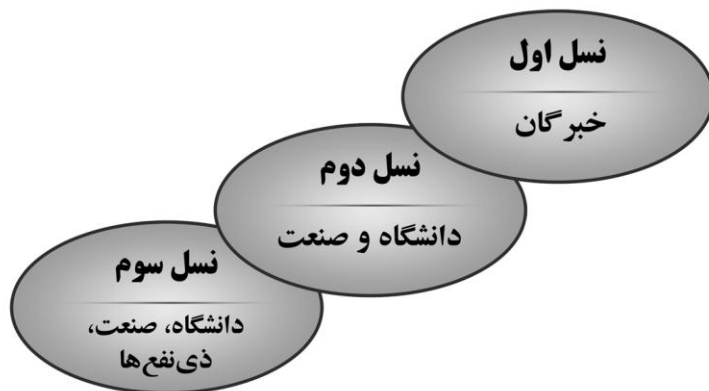 نسل اول
خبرگان
نسل دوم
دانشگاه و صنعت
نسل سوم
دانشگاه، صنعت،
ذی‌نفع‌ها